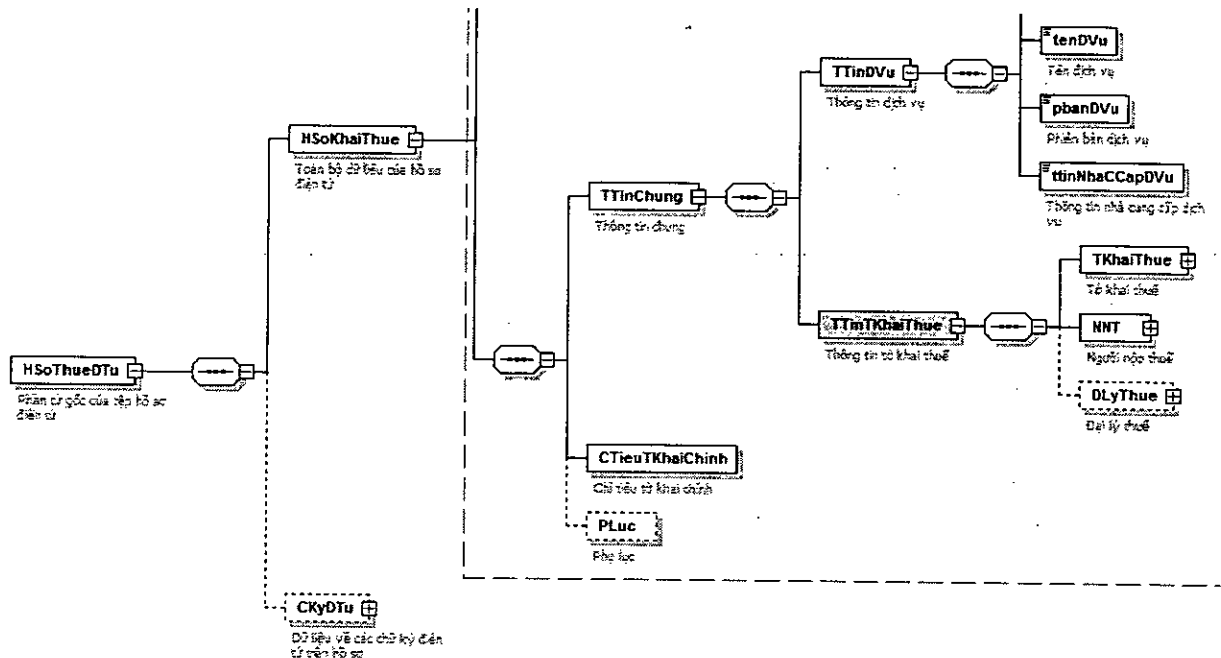 tenDVu
Tên dịch vụ
TTinDVu
Thông tin dịch vụ
pbanDVu
Phiên bản dịch vụ
HSoKhaiThue
Toàn bộ dữ liệu của hồ sơ
điện tử
ttinNhaCCapDVu
Thông tin nhà cung cấp dịch
vụ
TTinChung
Thông tin chung
TKhaiThue
Tờ khai thuế
TTinTKhaiThue
Thông tin tờ khai thuế
NNT
Người nộp thuế
HSoThueDTu
Phần tử gốc của tệp hồ sơ
điện tử
DLyThue
Đại lý thuế
CTieuTKhaiChinh
Chỉ tiêu tờ khai chính
PLuc
Phụ lục
CKyDTu
Dữ liệu về các chữ ký điện
tử trên hồ sơ